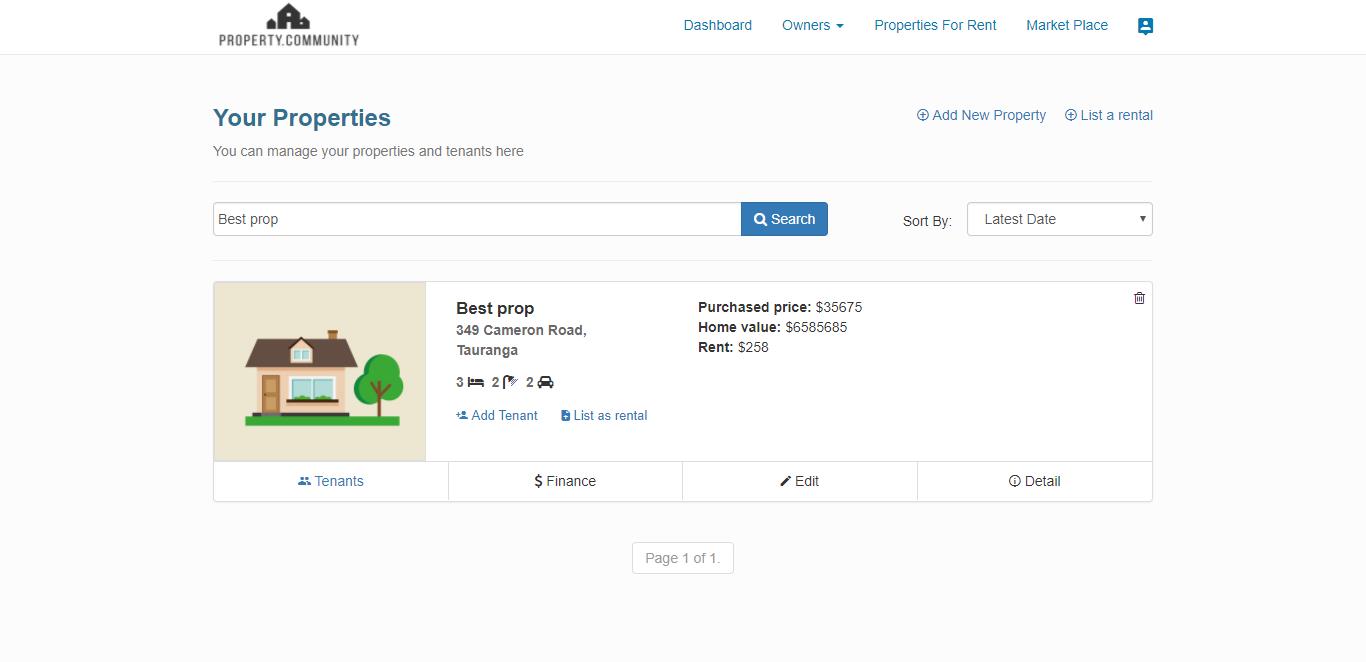 PROPERTY.COMMUNITY
Dashboard Owners Properties For Rent Market Place
Your Properties
Add New Property List a rental
You can manage your properties and tenants here
Best prop Search Sort By: Latest Date
Best prop
349 Cameron Road,
Tauranga
3 2 2
Add Tenant List as rental
Purchased price: $35675
Home value: $6585685
Rent: $258
Tenants $ Finance Edit Detail
Page 1 of 1.